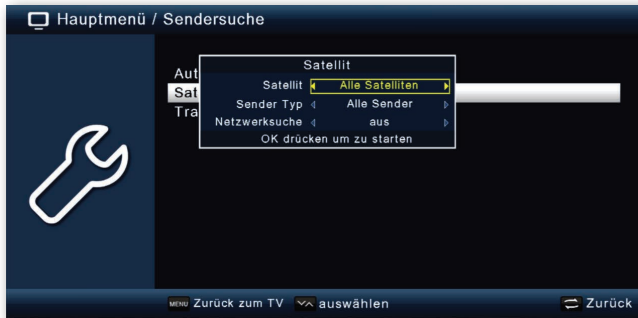 Hauptmenü / Sendersuche
Satellit
Aut
Satellit Alle Satelliten
Sat
Sender Typ Alle Sender
Tra
Netzwerksuche aus
OK drücken um zu starten
MENU Zurück zum TV auswählen Zurück